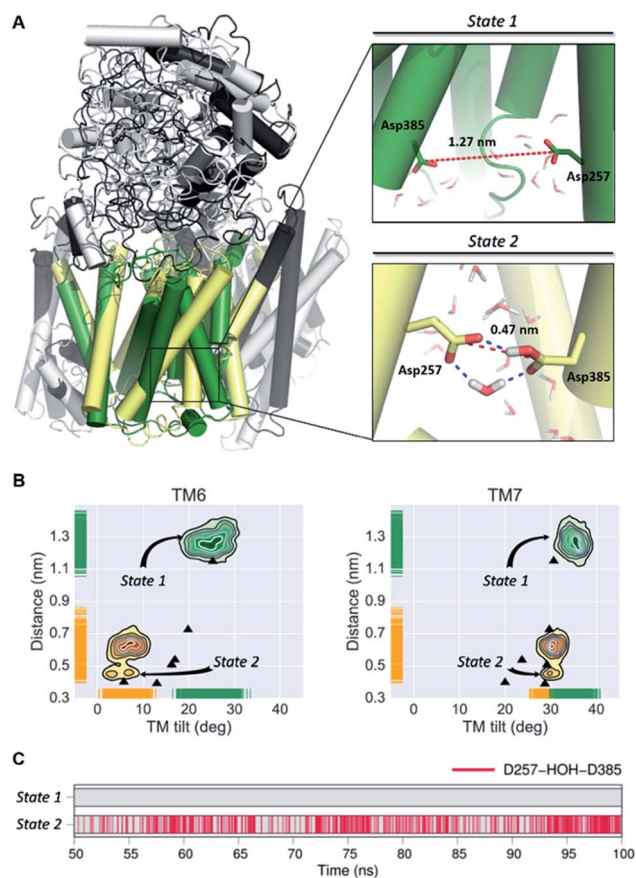 A
State 1
Asp385
1.27 nm
Asp257
State 2
0.47 nm
Asp257
Asp385
B
TM6
TM7
Distance (nm)
1.3
1.1
0.9
0.7
0.5
0.3
State 1
State 2
0 10 20 30 40
TM tilt (deg)
Distance (nm)
1.3
1.1
0.9
0.7
0.5
0.3
State 1
State 2
0 10 20 30 40
TM tilt (deg)
C
D257–HOH–D385
State 1
State 2
50 55 60 65 70 75 80 85 90 95 100
Time (ns)